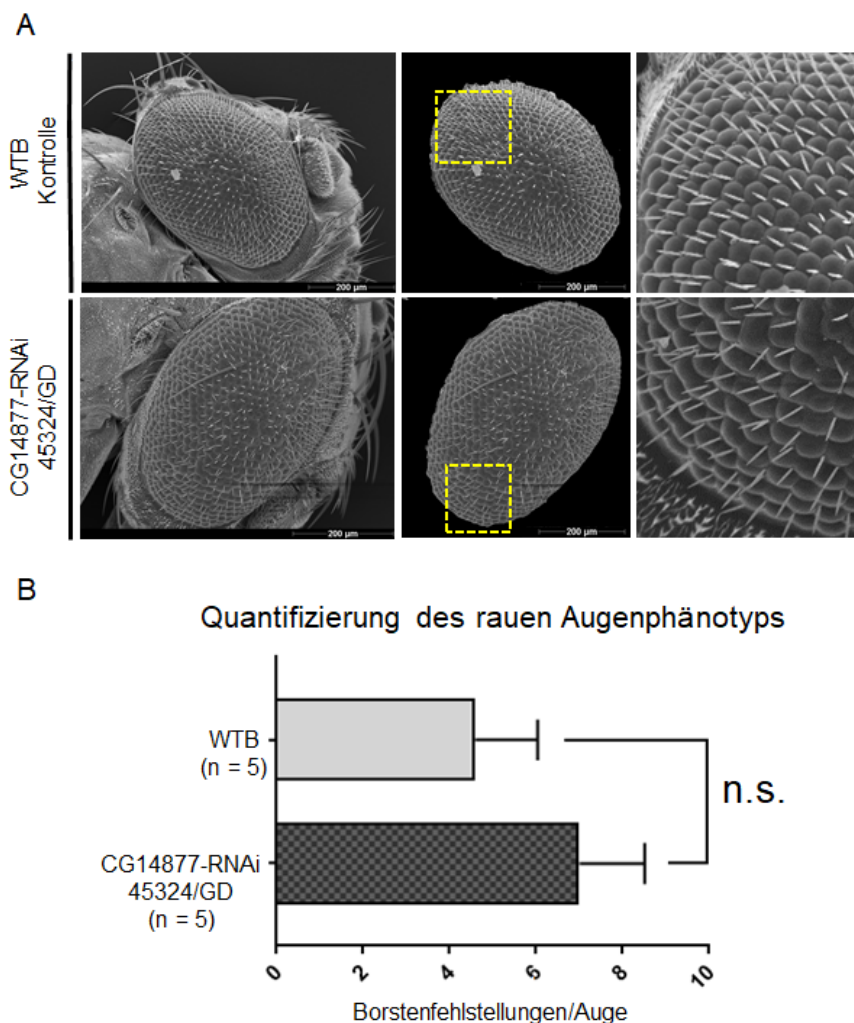 A
WTB
Kontrolle
200 µm
200 µm
CG14877-RNAi
45324/GD
200 µm
200 µm
B
Quantifizierung des rauen Augenphänotyps
WTB
(n = 5)
n.s.
CG14877-RNAi
45324/GD
(n = 5)
0 2 4 6 8 10
Borstenfehlstellungen/Auge